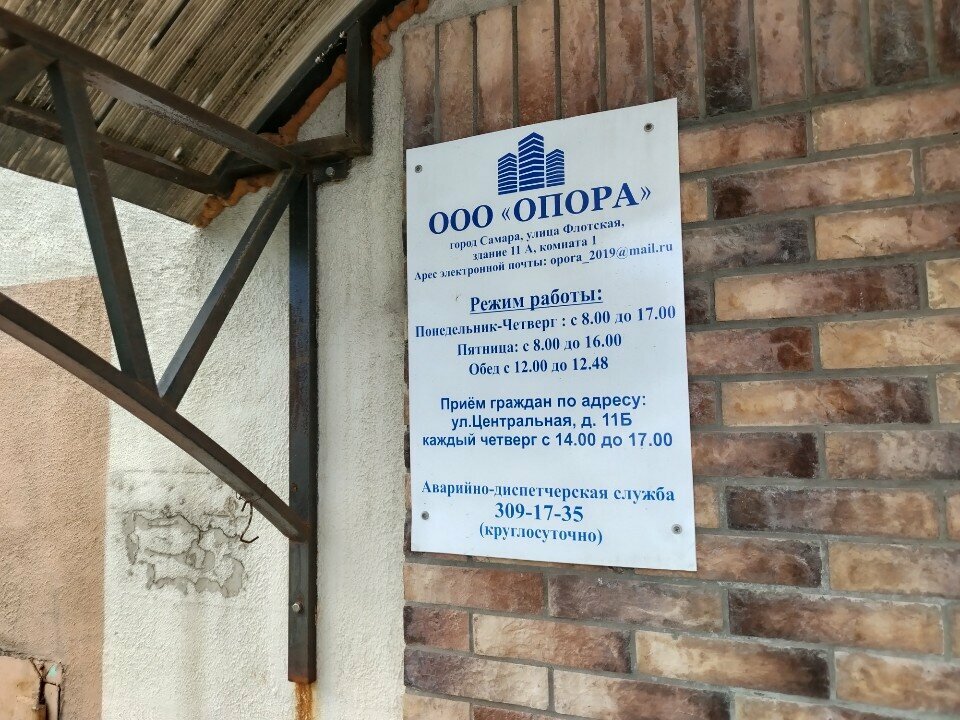 ООО «ОПОРА»
город Самара, улица Флотская,
здание 11 А, комната 1
Арес электронной почты: opora_2019@mail.ru
Режим работы:
Понедельник-Четверг : с 8.00 до 17.00
Пятница: с 8.00 до 16.00
Обед с 12.00 до 12.48
Приём граждан по адресу:
ул.Центральная, д. 11Б
каждый четверг с 14.00 до 17.00
Аварийно-диспетчерская служба
309-17-35
(круглосуточно)